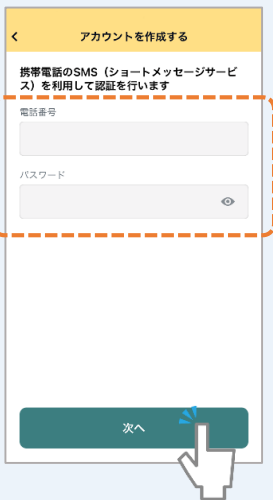 アカウントを作成する
携帯電話のSMS（ショートメッセージサービ
ス）を利用して認証を行います
電話番号
パスワード
次へ